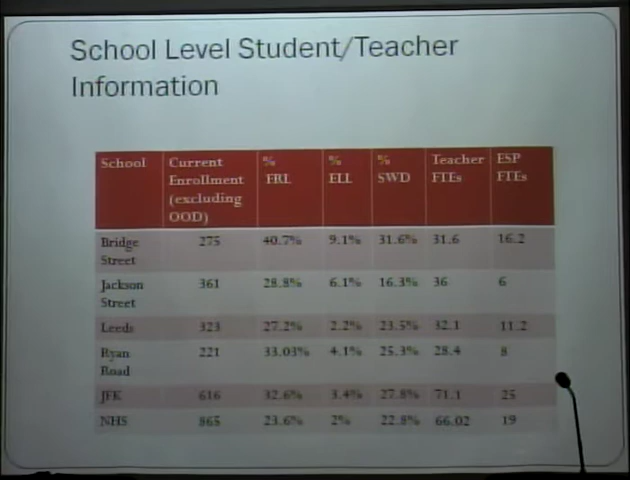 School Level Student/Teacher
Information
School Current Enrollment (excluding OOD) % FRL % ELL % SWD Teacher FTEs ESP FTEs
Bridge Street 275 40.7% 9.1% 31.6% 31.6 16.2
Jackson Street 361 28.8% 6.1% 16.3% 36 6
Leeds 323 27.2% 2.2% 23.5% 32.1 11.2
Ryan Road 221 33.03% 4.1% 25.3% 28.4 8
JFK 616 32.6% 3.4% 27.8% 71.1 25
NHS 865 23.6% 2% 22.8% 66.02 19